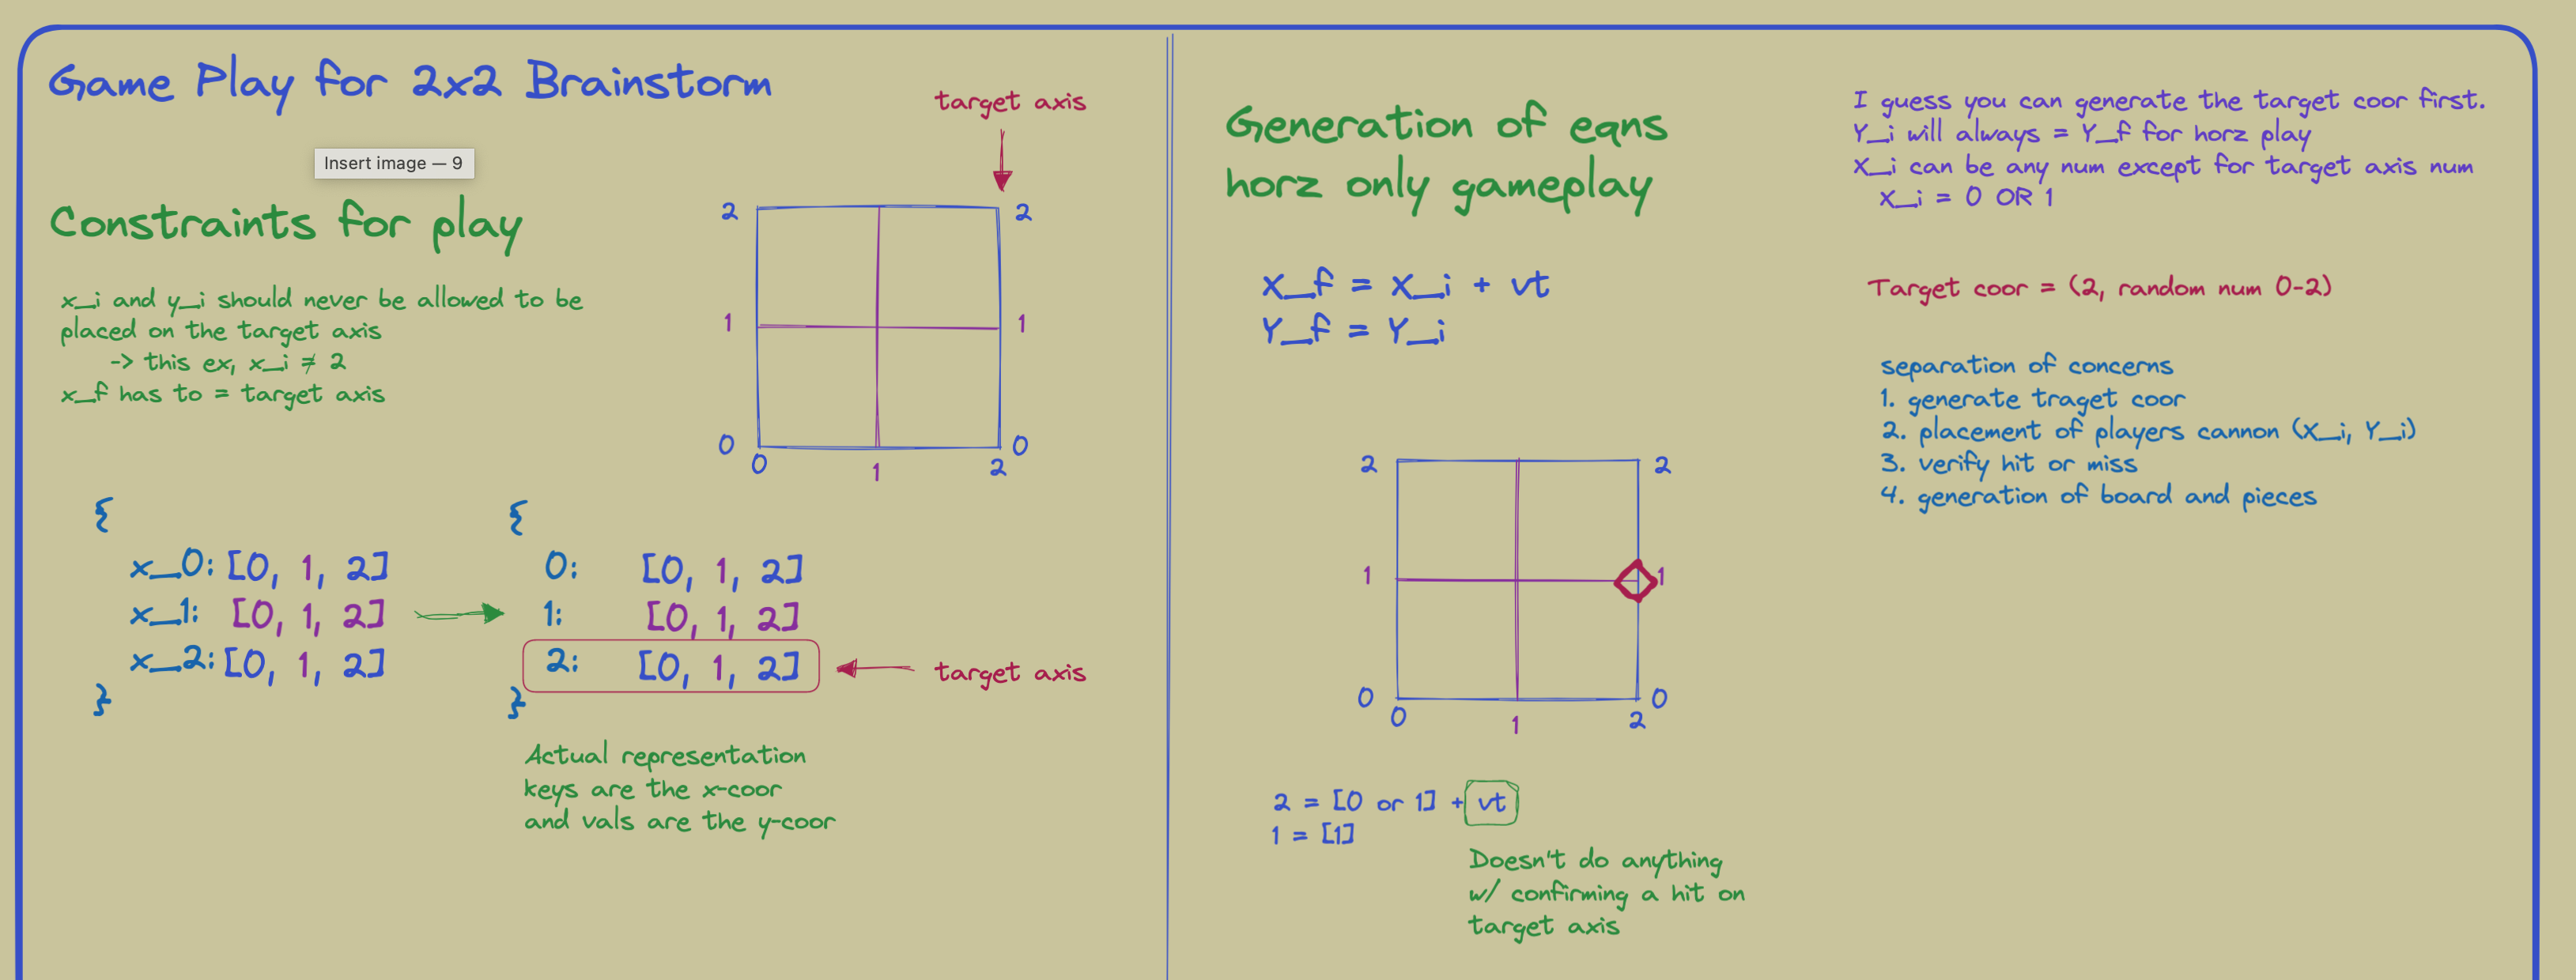 Game Play for 2x2 Brainstorm
Insert image — 9
Constraints for play
x_i and y_i should never be allowed to be
placed on the target axis
-> this ex, x_i ≠ 2
x_f has to = target axis
target axis
2 2
1 1
0 0
0 1 2
{
x_0: [0, 1, 2]
x_1: [0, 1, 2]
x_2: [0, 1, 2]
}
{
0: [0, 1, 2]
1: [0, 1, 2]
2: [0, 1, 2]
}
target axis
Actual representation
keys are the x-coor
and vals are the y-coor
Generation of eqns
horz only gameplay
X_f = X_i + vt
Y_f = Y_i
2 2
1 1
0 0
0 1 2
2 = [0 or 1] + vt
1 = [1]
Doesn't do anything
w/ confirming a hit on
target axis
I guess you can generate the target coor first.
Y_i will always = Y_f for horz play
X_i can be any num except for target axis num
X_i = 0 OR 1
Target coor = (2, random num 0-2)
separation of concerns
1. generate traget coor
2. placement of players cannon (X_i, Y_i)
3. verify hit or miss
4. generation of board and pieces